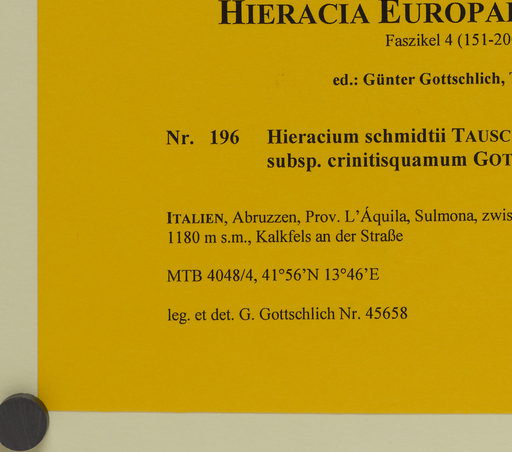 HIERACIA EUROPAE
Faszikel 4 (151-20
ed.: Günter Gottschlich,
Nr. 196 Hieracium schmidtii TAUSC
subsp. crinitisquamum GOT
ITALIEN, Abruzzen, Prov. L’Áquila, Sulmona, zwis
1180 m s.m., Kalkfels an der Straße
MTB 4048/4, 41°56’N 13°46’E
leg. et det. G. Gottschlich Nr. 45658